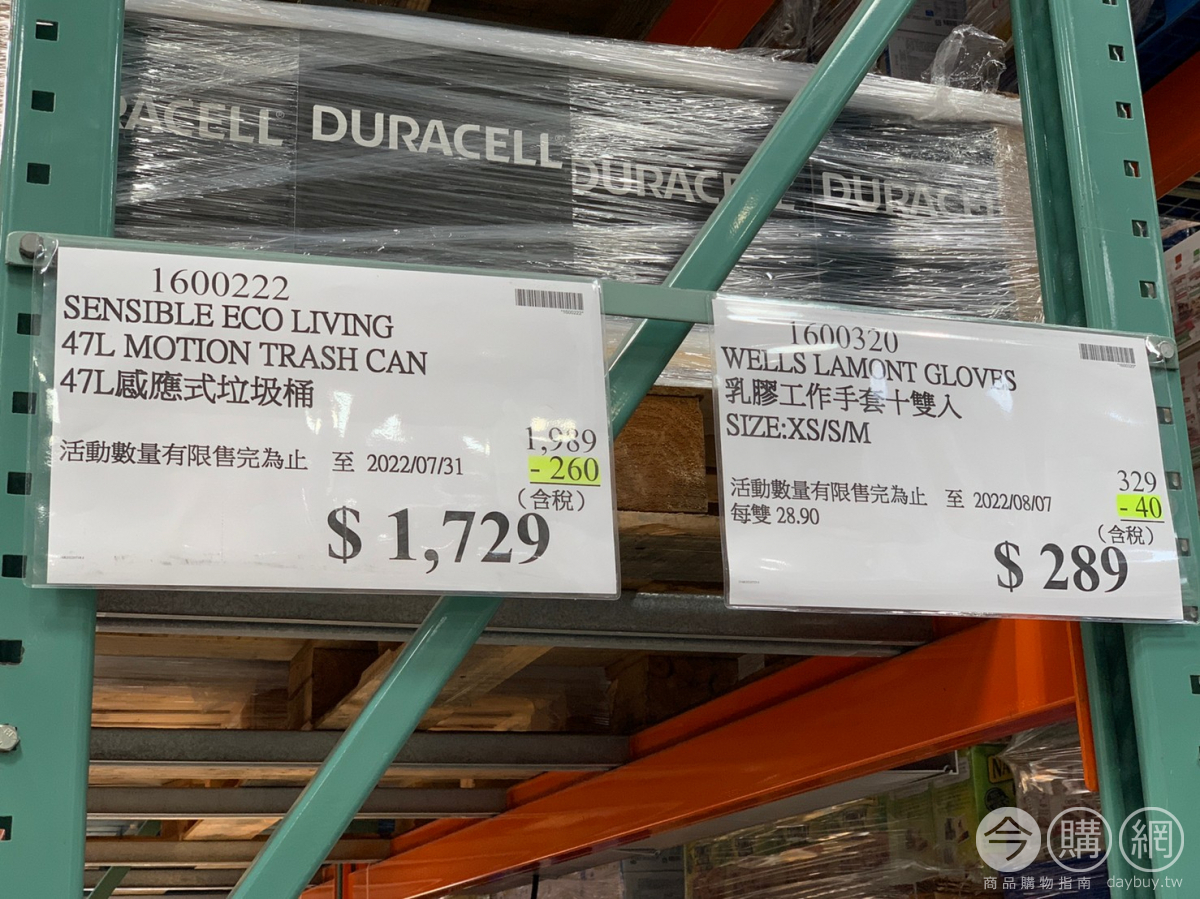 RACELL
DURACELL
DURAC
DURACEL
1600222
SENSIBLE ECO LIVING
47L MOTION TRASH CAN
47L感應式垃圾桶
活動數量有限售完為止 至 2022/07/31
1,989
- 260
(含稅)
$ 1,729
1600320
WELLS LAMONT GLOVES
乳膠工作手套十雙入
SIZE:XS/S/M
活動數量有限售完為止 至 2022/08/07
每雙 28.90
329
- 40
(含稅)
$ 289
今購網
商品購物指南 daybuy.tw